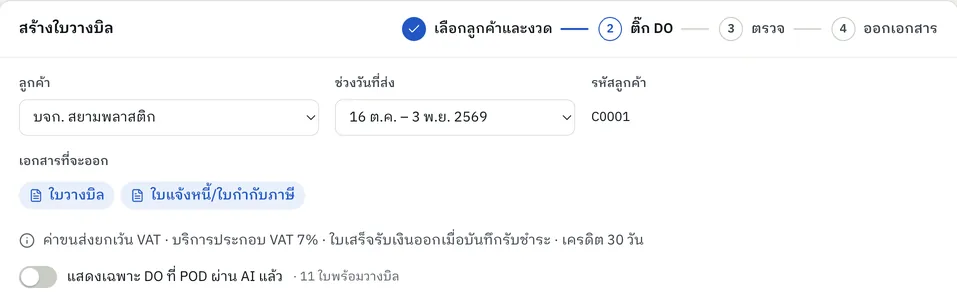 สร้างใบวางบิล
เลือกลูกค้าและงวด 2 ติ๊ก DO 3 ตรวจ 4 ออกเอกสาร
ลูกค้า ช่วงวันที่ส่ง รหัสลูกค้า
บจก. สยามพลาสติก 16 ต.ค. – 3 พ.ย. 2569 C0001
เอกสารที่จะออก
ใบวางบิล ใบแจ้งหนี้/ใบกำกับภาษี
ค่าขนส่งยกเว้น VAT · บริการประกอบ VAT 7% · ใบเสร็จรับเงินออกเมื่อบันทึกรับชำระ · เครดิต 30 วัน
แสดงเฉพาะ DO ที่ POD ผ่าน AI แล้ว · 11 ใบพร้อมวางบิล